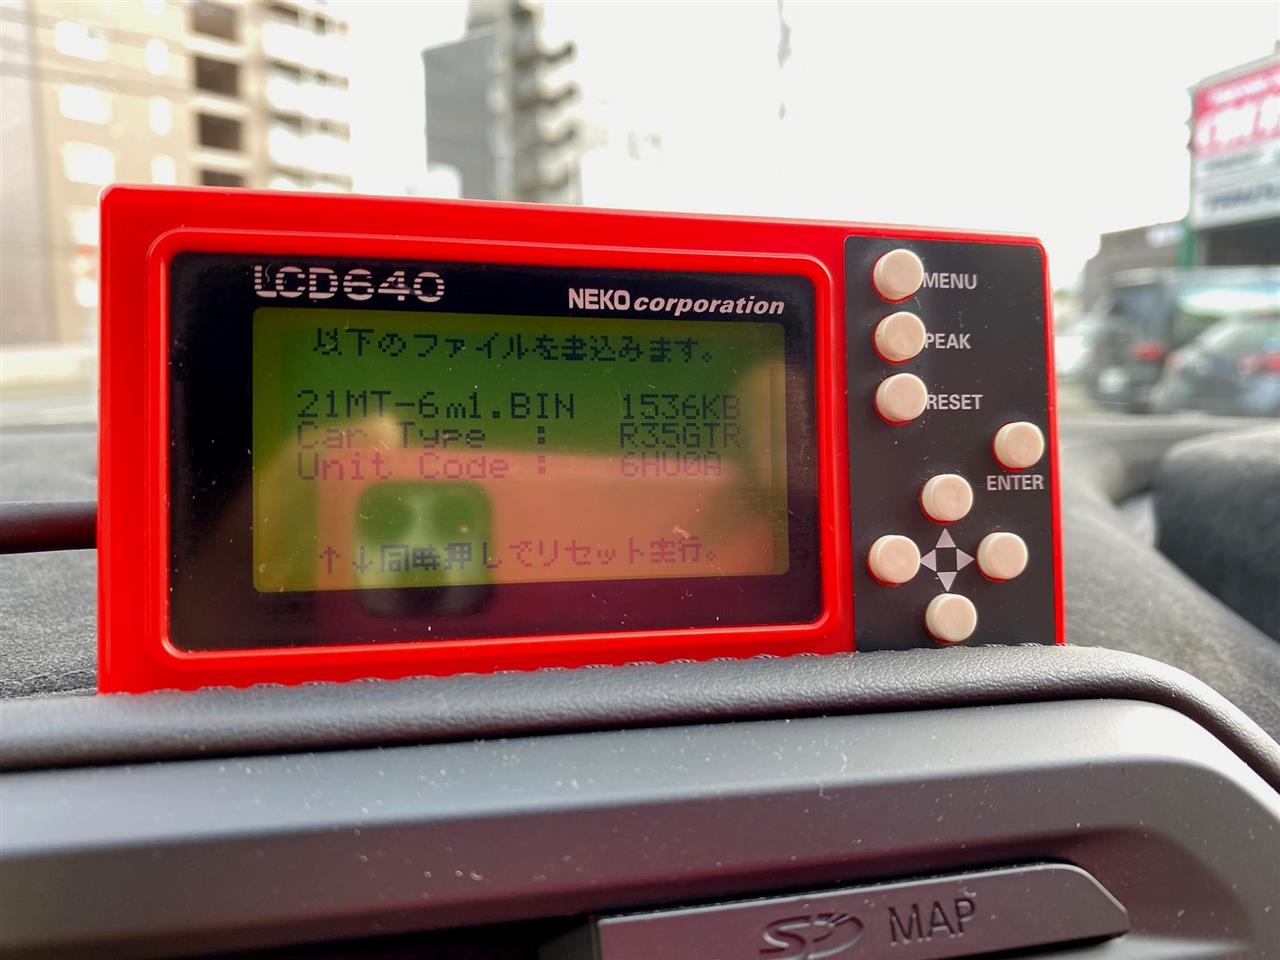 LCD640
NEKO corporation
以下のファイルを書込みます。
21MT-6m1.BIN 1536KB
Car Type : R35GTR
Unit Code : 6HU0A
↑↓同時押しでリセット実行。
MENU
PEAK
RESET
ENTER
SD MAP